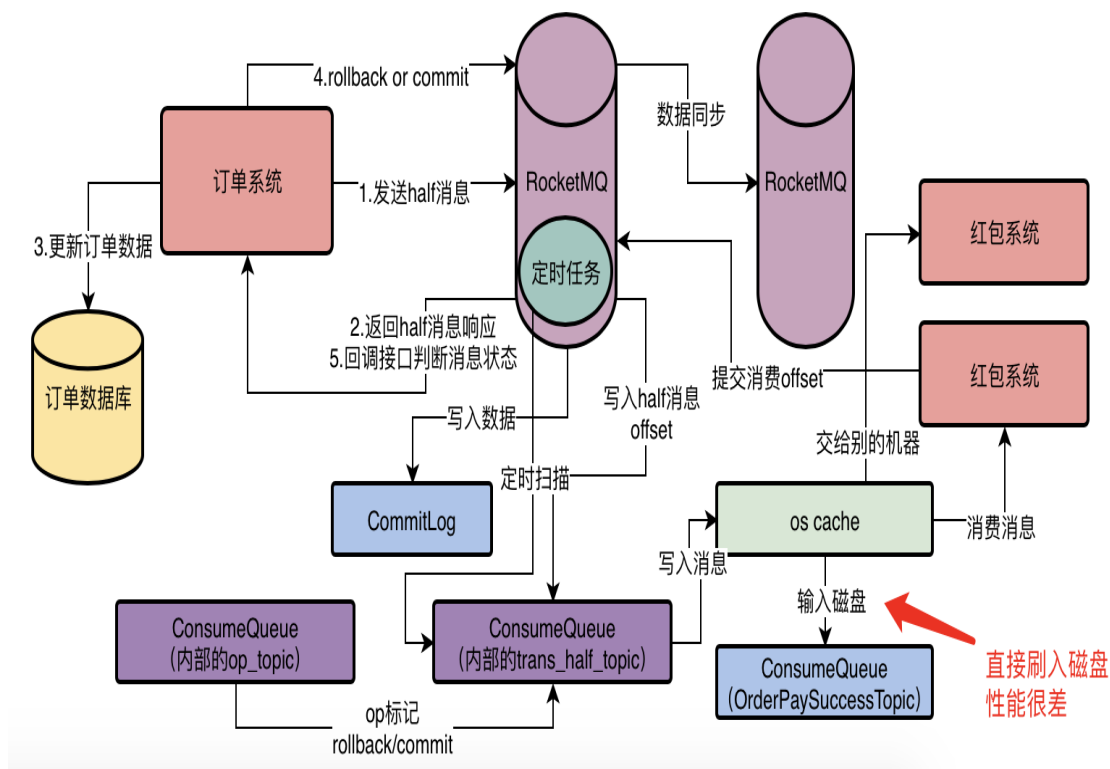 4.rollback or commit
数据同步
订单系统
1.发送half消息
RocketMQ
RocketMQ
红包系统
3.更新订单数据
定时任务
2.返回half消息响应
5.回调接口判断消息状态
订单数据库
写入half消息
offset
提交消费offset
红包系统
写入数据
交给别的机器
定时扫描
CommitLog
os cache
消费消息
写入消息
输入磁盘
ConsumeQueue
（内部的op_topic）
ConsumeQueue
（内部的trans_half_topic）
ConsumeQueue
（OrderPaySuccessTopic）
直接刷入磁盘
性能很差
op标记
rollback/commit